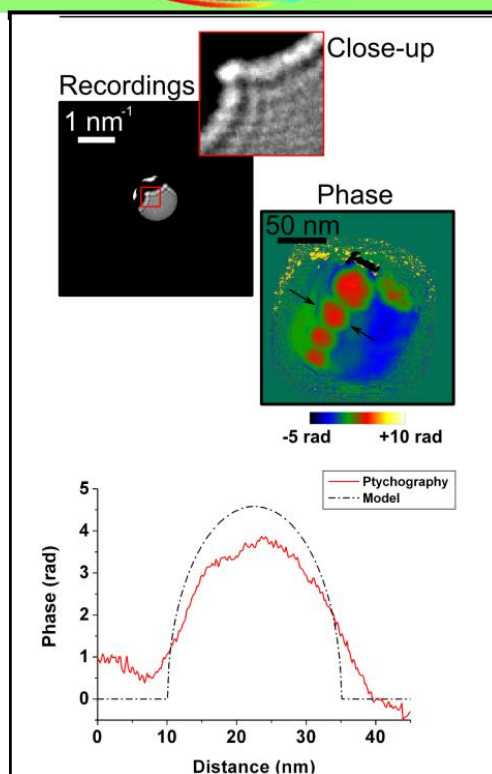 Close-up
Recordings
1 nm-1
Phase
50 nm
-5 rad +10 rad
Ptychography
Model
5
4
3
2
1
0
Phase (rad)
0 10 20 30 40
Distance (nm)